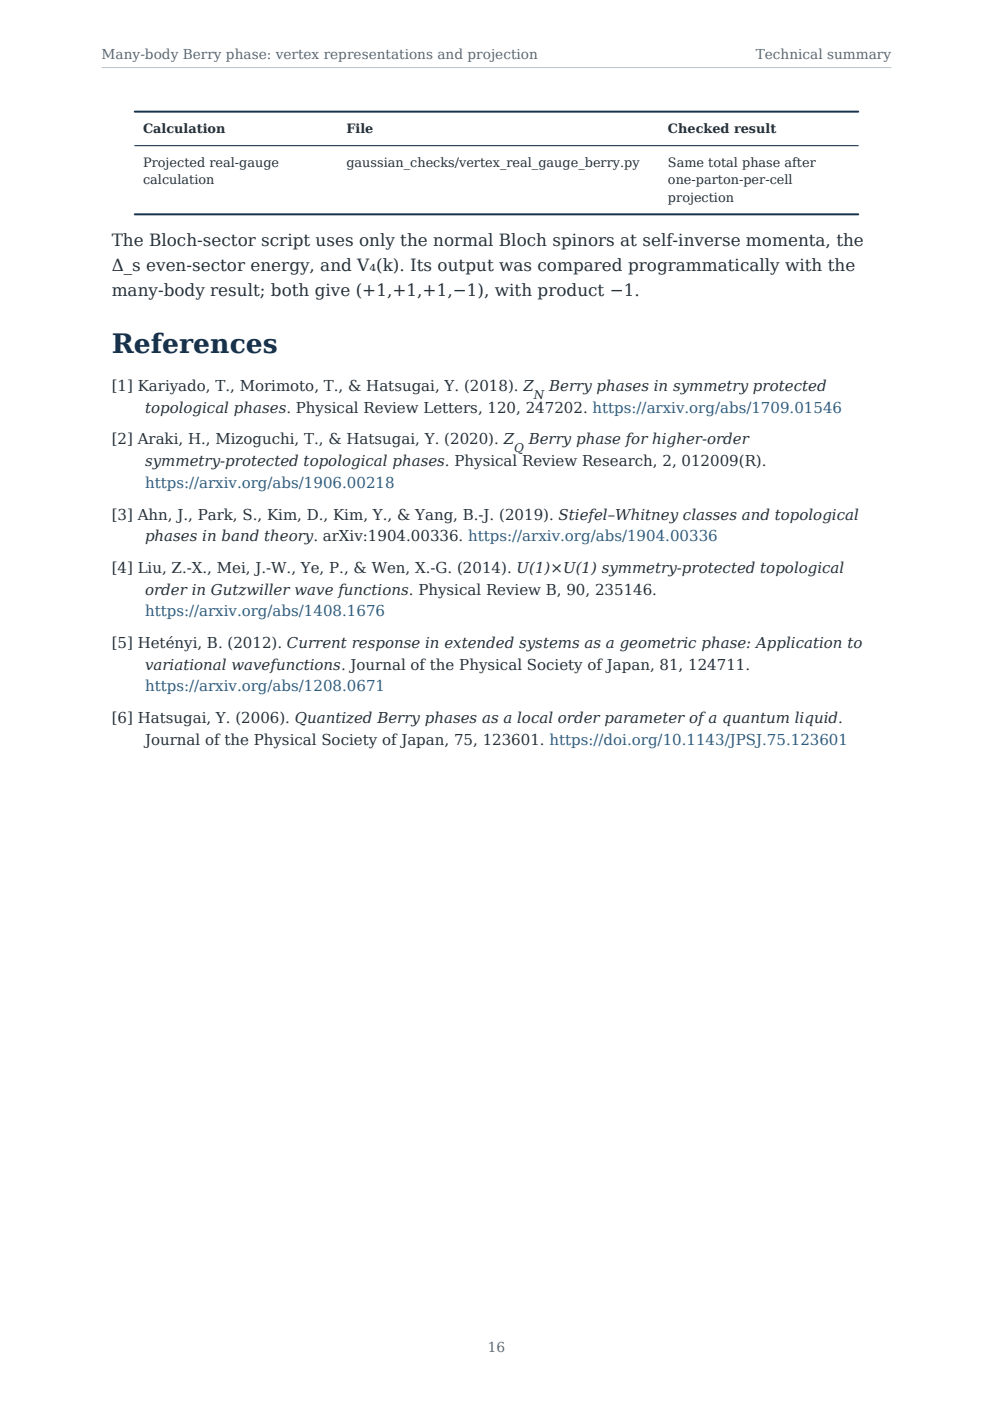 Many-body Berry phase: vertex representations and projection Technical summary
Calculation File Checked result
Projected real-gauge gaussian_checks/vertex_real_gauge_berry.py Same total phase after
calculation one-parton-per-cell
projection
The Bloch-sector script uses only the normal Bloch spinors at self-inverse momenta, the
Δ_s even-sector energy, and V₄(k). Its output was compared programmatically with the
many-body result; both give (+1,+1,+1,−1), with product −1.
References
[1] Kariyado, T., Morimoto, T., & Hatsugai, Y. (2018). Z_N Berry phases in symmetry protected
topological phases. Physical Review Letters, 120, 247202. https://arxiv.org/abs/1709.01546
[2] Araki, H., Mizoguchi, T., & Hatsugai, Y. (2020). Z_Q Berry phase for higher-order
symmetry-protected topological phases. Physical Review Research, 2, 012009(R).
https://arxiv.org/abs/1906.00218
[3] Ahn, J., Park, S., Kim, D., Kim, Y., & Yang, B.-J. (2019). Stiefel–Whitney classes and topological
phases in band theory. arXiv:1904.00336. https://arxiv.org/abs/1904.00336
[4] Liu, Z.-X., Mei, J.-W., Ye, P., & Wen, X.-G. (2014). U(1)×U(1) symmetry-protected topological
order in Gutzwiller wave functions. Physical Review B, 90, 235146.
https://arxiv.org/abs/1408.1676
[5] Hetényi, B. (2012). Current response in extended systems as a geometric phase: Application to
variational wavefunctions. Journal of the Physical Society of Japan, 81, 124711.
https://arxiv.org/abs/1208.0671
[6] Hatsugai, Y. (2006). Quantized Berry phases as a local order parameter of a quantum liquid.
Journal of the Physical Society of Japan, 75, 123601. https://doi.org/10.1143/JPSJ.75.123601
16